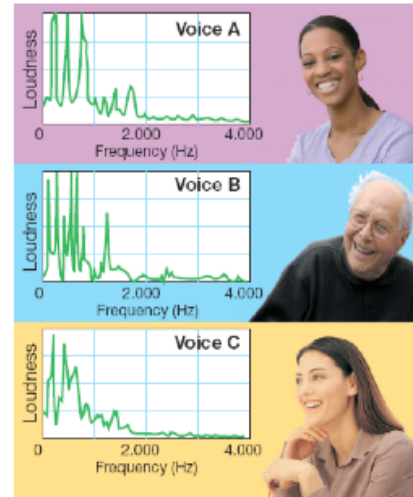 Voice A
Loudness
0 2.000 4.000
Frequency (Hz)
Voice B
Loudness
0 2.000 4.000
Frequency (Hz)
Voice C
Loudness
0 2.000 4.000
Frequency (Hz)